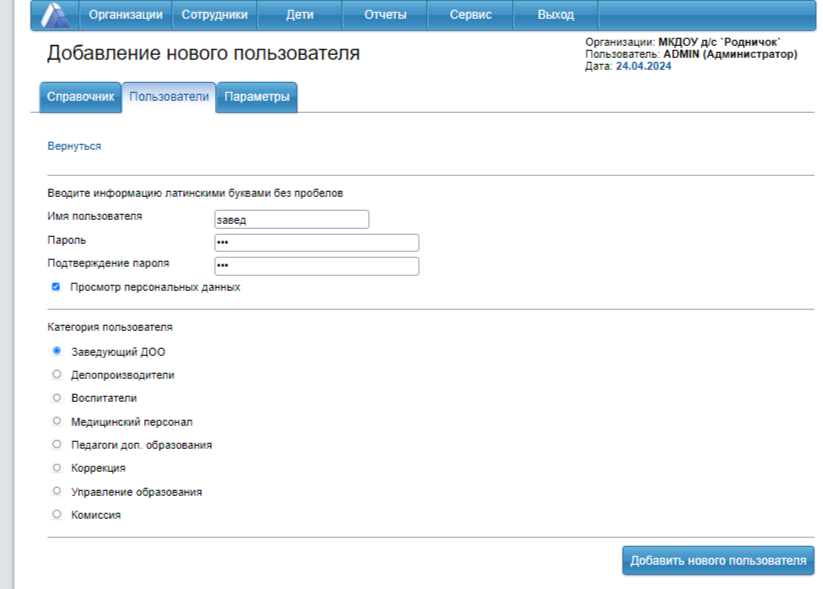 Организации Сотрудники Дети Отчеты Сервис Выход
Добавление нового пользователя
Организации: МКДОУ д/с `Родничок`
Пользователь: ADMIN (Администратор)
Дата: 24.04.2024
Справочник Пользователи Параметры
Вернуться
Вводите информацию латинскими буквами без пробелов
Имя пользователя завед
Пароль •••
Подтверждение пароля •••
Просмотр персональных данных
Категория пользователя
Заведующий ДОО
Делопроизводители
Воспитатели
Медицинский персонал
Педагоги доп. образования
Коррекция
Управление образования
Комиссия
Добавить нового пользователя